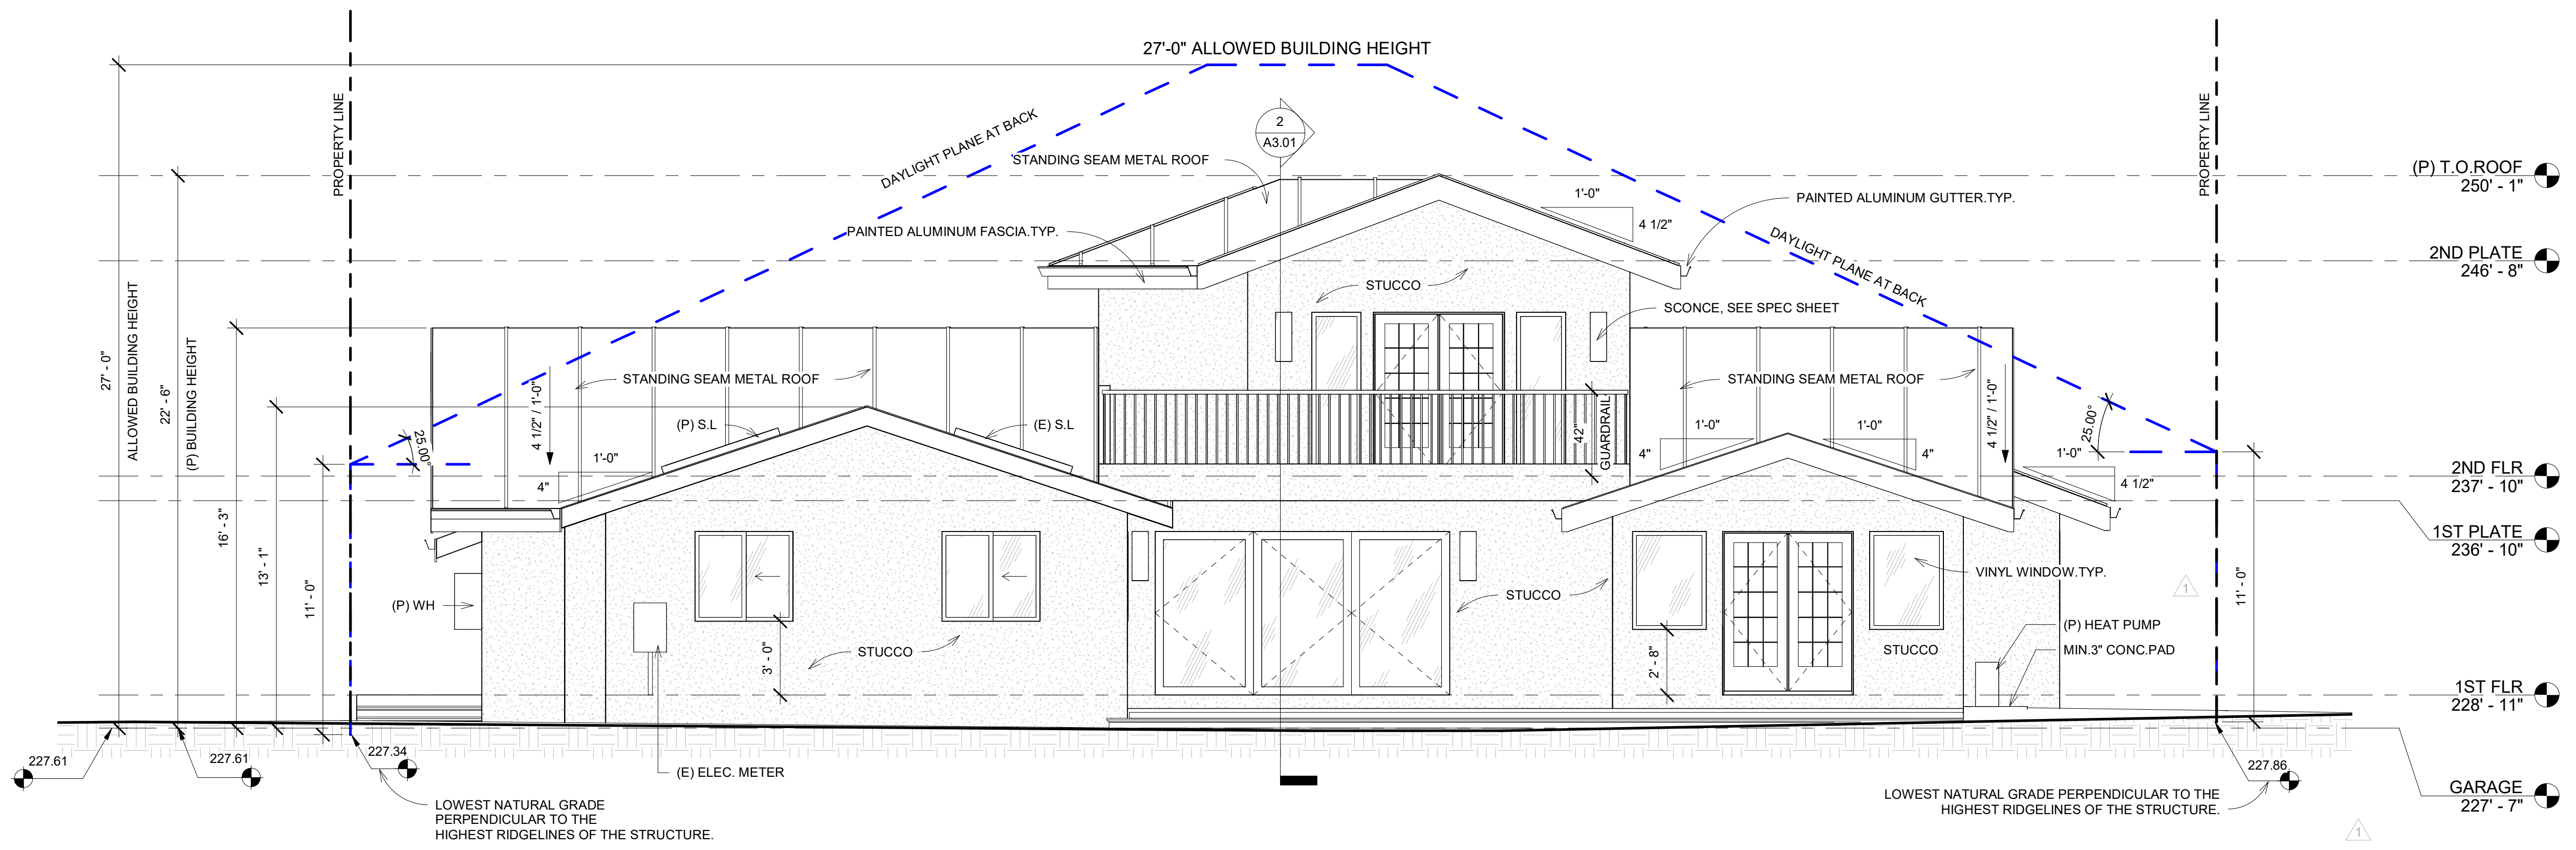 27'-0" ALLOWED BUILDING HEIGHT
PROPERTY LINE
PROPERTY LINE
DAYLIGHT PLANE AT BACK
2
A3.01
STANDING SEAM METAL ROOF
(P) T.O.ROOF
250' - 1"
1'-0"
4 1/2"
PAINTED ALUMINUM GUTTER.TYP.
PAINTED ALUMINUM FASCIA.TYP.
DAYLIGHT PLANE AT BACK
2ND PLATE
246' - 8"
STUCCO
SCONCE, SEE SPEC SHEET
27' - 0"
ALLOWED BUILDING HEIGHT
22' - 6"
(P) BUILDING HEIGHT
16' - 3"
13' - 1"
11' - 0"
STANDING SEAM METAL ROOF
4 1/2" / 1'-0"
STANDING SEAM METAL ROOF
4 1/2" / 1'-0"
25.00°
25.00°
(P) S.L
(E) S.L
42"
GUARDRAIL
1'-0"
4"
1'-0"
4"
1'-0"
4"
1'-0"
4 1/2"
2ND FLR
237' - 10"
1ST PLATE
236' - 10"
(P) WH
STUCCO
VINYL WINDOW.TYP.
1
11' - 0"
3' - 0"
STUCCO
2' - 8"
STUCCO
(P) HEAT PUMP
MIN.3" CONC.PAD
1ST FLR
228' - 11"
227.61
227.61
227.34
(E) ELEC. METER
227.86
GARAGE
227' - 7"
LOWEST NATURAL GRADE
PERPENDICULAR TO THE
HIGHEST RIDGELINES OF THE STRUCTURE.
LOWEST NATURAL GRADE PERPENDICULAR TO THE
HIGHEST RIDGELINES OF THE STRUCTURE.
1